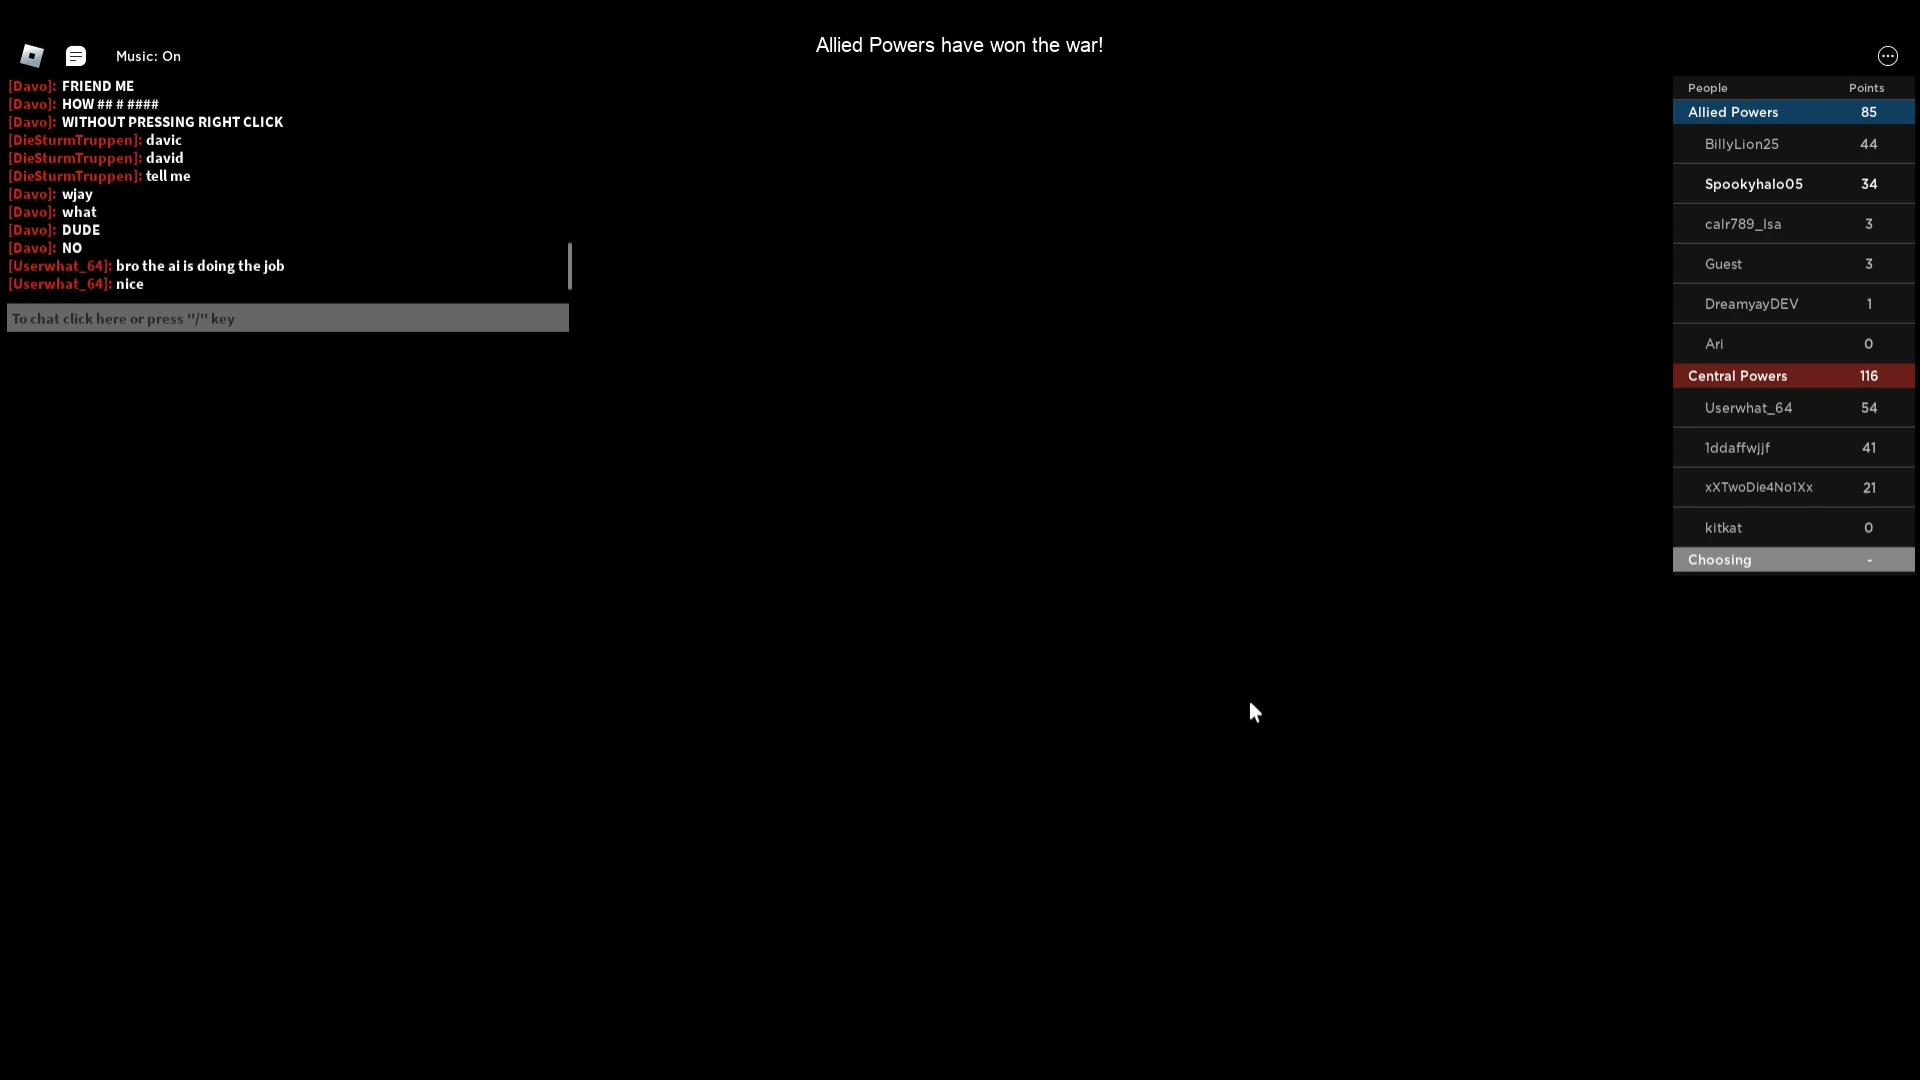 Allied Powers have won the war!
Music: On
[Davo]: FRIEND ME
[Davo]: HOW ## # ####
[Davo]: WITHOUT PRESSING RIGHT CLICK
[DieSturmTruppen]: davic
[DieSturmTruppen]: david
[DieSturmTruppen]: tell me
[Davo]: wjay
[Davo]: what
[Davo]: DUDE
[Davo]: NO
[Userwhat_64]: bro the ai is doing the job
[Userwhat_64]: nice
To chat click here or press "/" key
People Points
Allied Powers 85
BillyLion25 44
Spookyhalo05 34
calr789_Isa 3
Guest 3
DreamyayDEV 1
Ari 0
Central Powers 116
Userwhat_64 54
1ddaffwjjf 41
xXTwoDie4No1Xx 21
kitkat 0
Choosing -